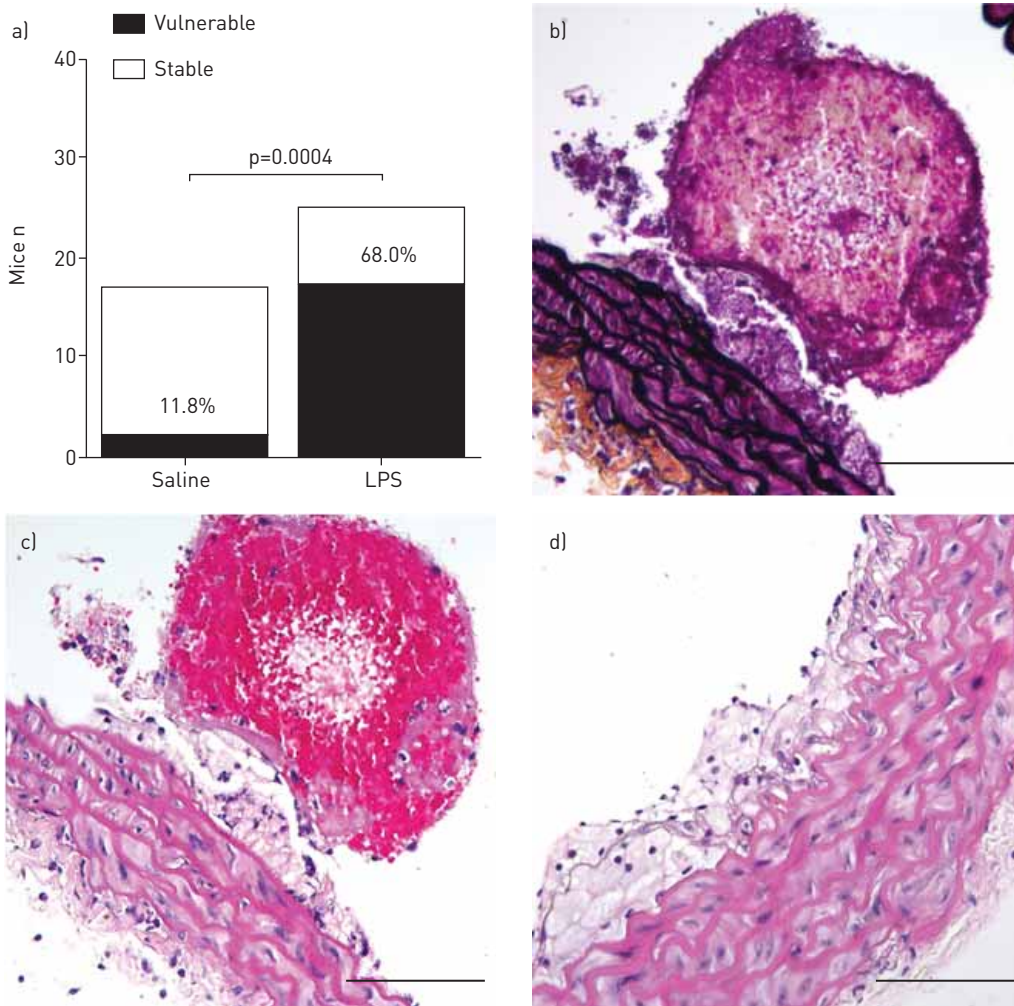 a)
Vulnerable
Stable
40
30
20
10
0
Mice n
p=0.0004
11.8%
68.0%
Saline
LPS
b)
c)
d)